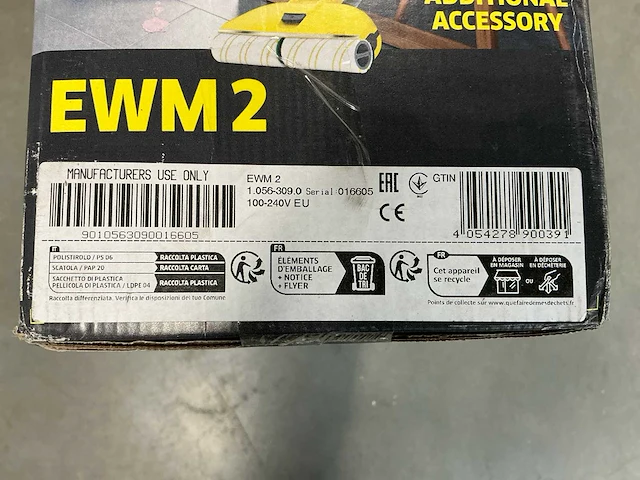 ADDITIONAL
ACCESSORY
EWM 2
MANUFACTURERS USE ONLY
9010563090016605
EWM 2
1.056-309.0 Serial 016605
100-240V EU
EAC
CE
GTIN
4 054278 900391
IT
POLISTIROLO / PS 06 RACCOLTA PLASTICA
SCATOLA / PAP 20 RACCOLTA CARTA
SACCHETTO DI PLASTICA
PELLICOLA DI PLASTICA / LDPE 04 RACCOLTA PLASTICA
Raccolta differenziata. Verifica le disposizioni del tuo Comune
FR
ÉLÉMENTS
D'EMBALLAGE
+ NOTICE
+ FLYER
BAC
DE
TRI
FR
Cet appareil
se recycle
À DÉPOSER
EN MAGASIN
OU
À DÉPOSER
EN DÉCHÈTERIE
Points de collecte sur www.quefairedemesdechets.fr